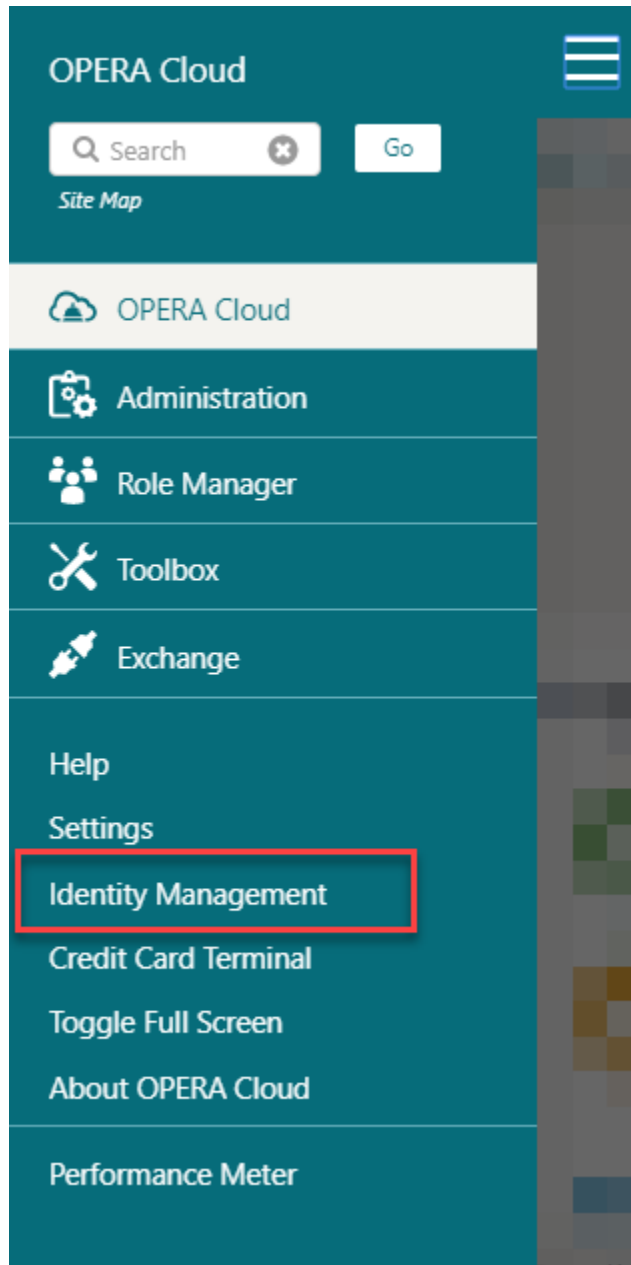 OPERA Cloud
Search
Go
Site Map
OPERA Cloud
Administration
Role Manager
Toolbox
Exchange
Help
Settings
Identity Management
Credit Card Terminal
Toggle Full Screen
About OPERA Cloud
Performance Meter